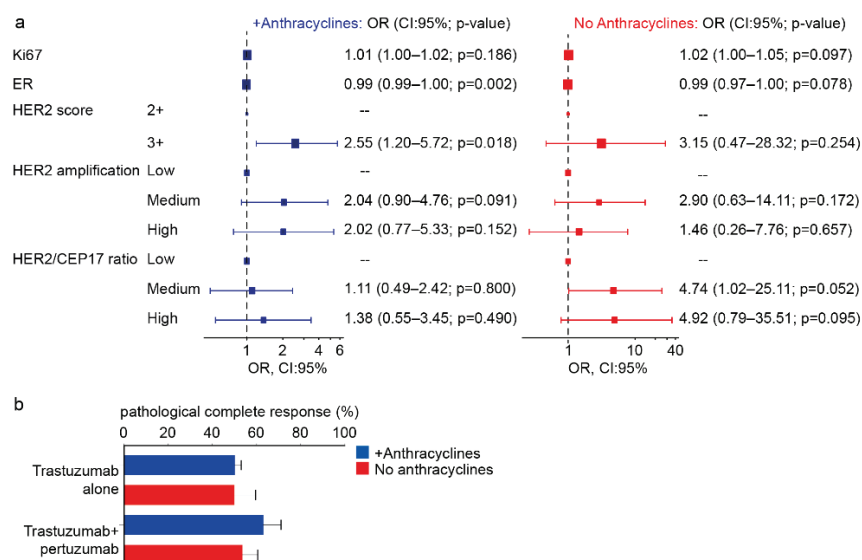 a
+Anthracyclines: OR (CI:95%; p-value) No Anthracyclines: OR (CI:95%; p-value)
Ki67 1.01 (1.00–1.02; p=0.186) 1.02 (1.00–1.05; p=0.097)
ER 0.99 (0.99–1.00; p=0.002) 0.99 (0.97–1.00; p=0.078)
HER2 score 2+ -- --
3+ 2.55 (1.20–5.72; p=0.018) 3.15 (0.47–28.32; p=0.254)
HER2 amplification Low -- --
Medium 2.04 (0.90–4.76; p=0.091) 2.90 (0.63–14.11; p=0.172)
High 2.02 (0.77–5.33; p=0.152) 1.46 (0.26–7.76; p=0.657)
HER2/CEP17 ratio Low -- --
Medium 1.11 (0.49–2.42; p=0.800) 4.74 (1.02–25.11; p=0.052)
High 1.38 (0.55–3.45; p=0.490) 4.92 (0.79–35.51; p=0.095)
1 2 4 6 1 10 40
OR, CI:95% OR, CI:95%
b
pathological complete response (%)
0 20 40 60 80 100
+Anthracyclines
No anthracyclines
Trastuzumab
alone
Trastuzumab+
pertuzumab